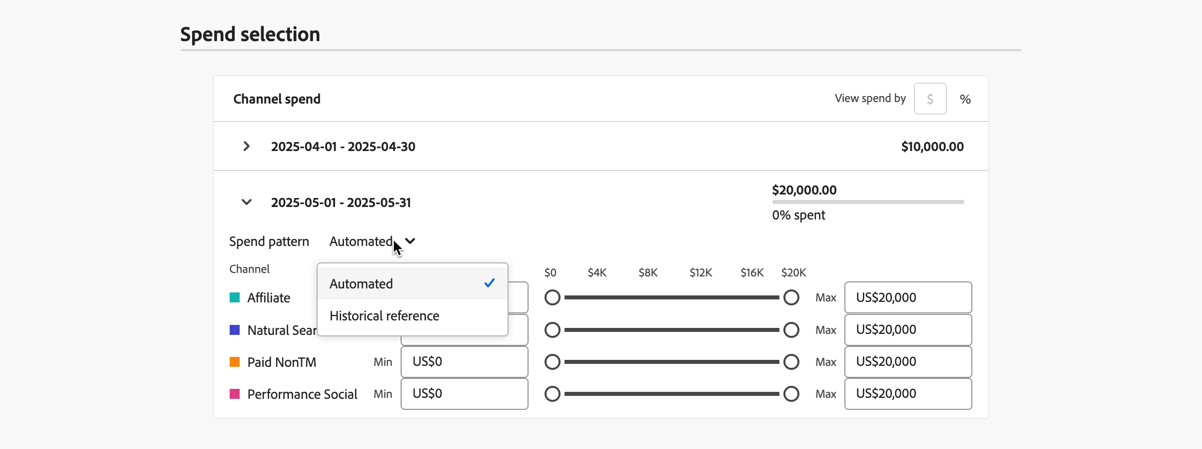 Spend selection
Channel spend
View spend by $ %
2025-04-01 - 2025-04-30 $10,000.00
$20,000.00
2025-05-01 - 2025-05-31
0% spent
Spend pattern Automated
Channel $0 $4K $8K $12K $16K $20K
Automated
Affiliate Max US$20,000
Historical reference
Natural Sear Max US$20,000
Paid NonTM Min US$0 Max US$20,000
Performance Social Min US$0 Max US$20,000